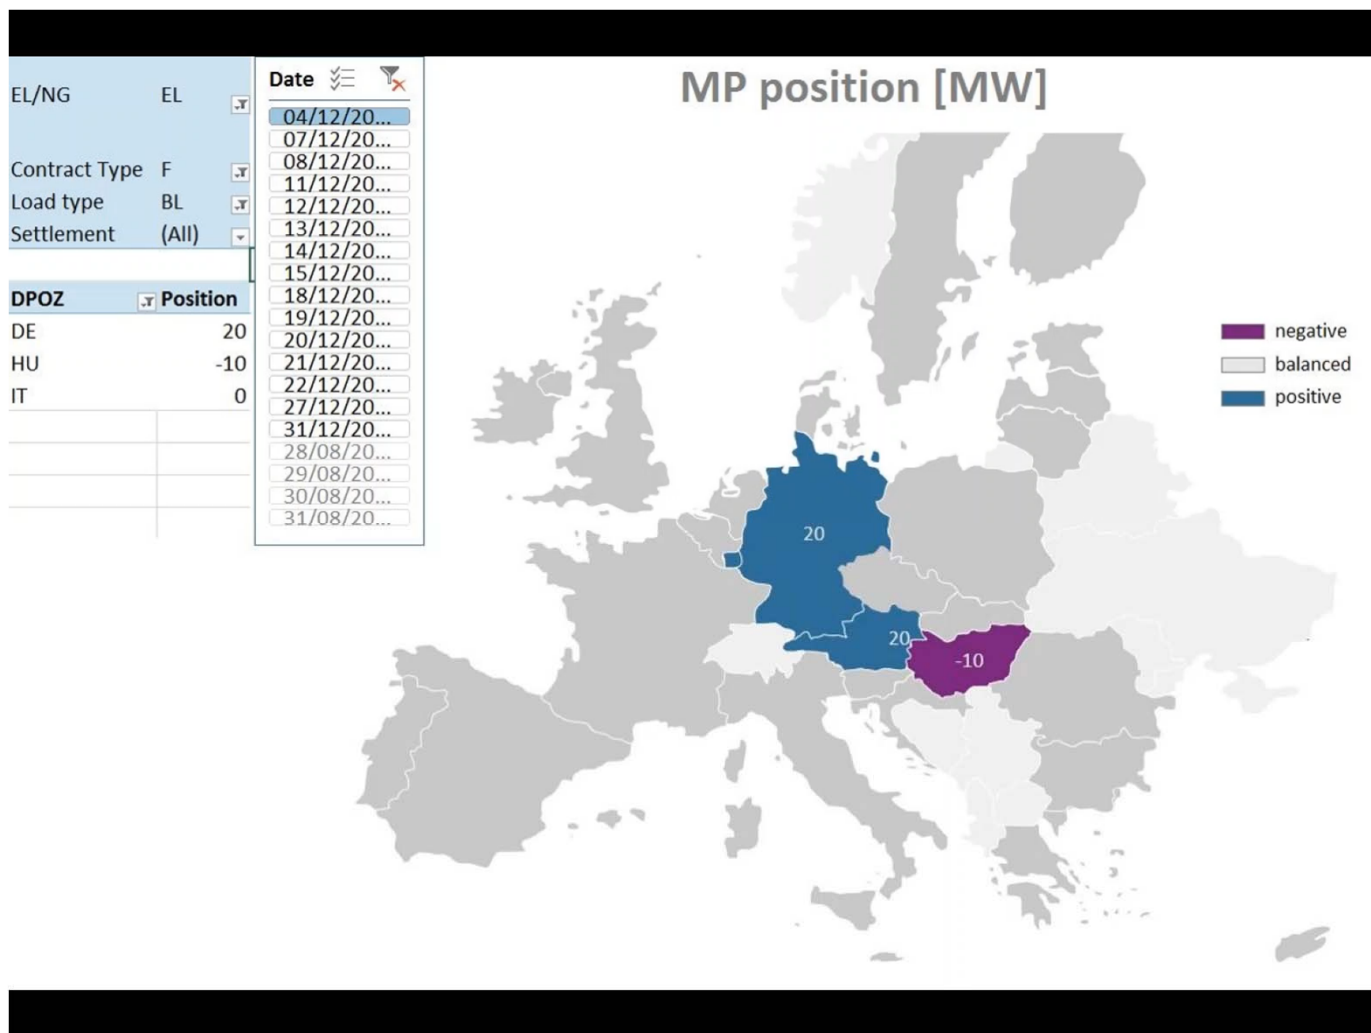 EL/NG EL
Contract Type F
Load type BL
Settlement (All)
DPOZ Position
DE 20
HU -10
IT 0
Date
04/12/20...
07/12/20...
08/12/20...
11/12/20...
12/12/20...
13/12/20...
14/12/20...
15/12/20...
18/12/20...
19/12/20...
20/12/20...
21/12/20...
22/12/20...
27/12/20...
31/12/20...
28/08/20...
29/08/20...
30/08/20...
31/08/20...
MP position [MW]
negative
balanced
positive
20
20
-10